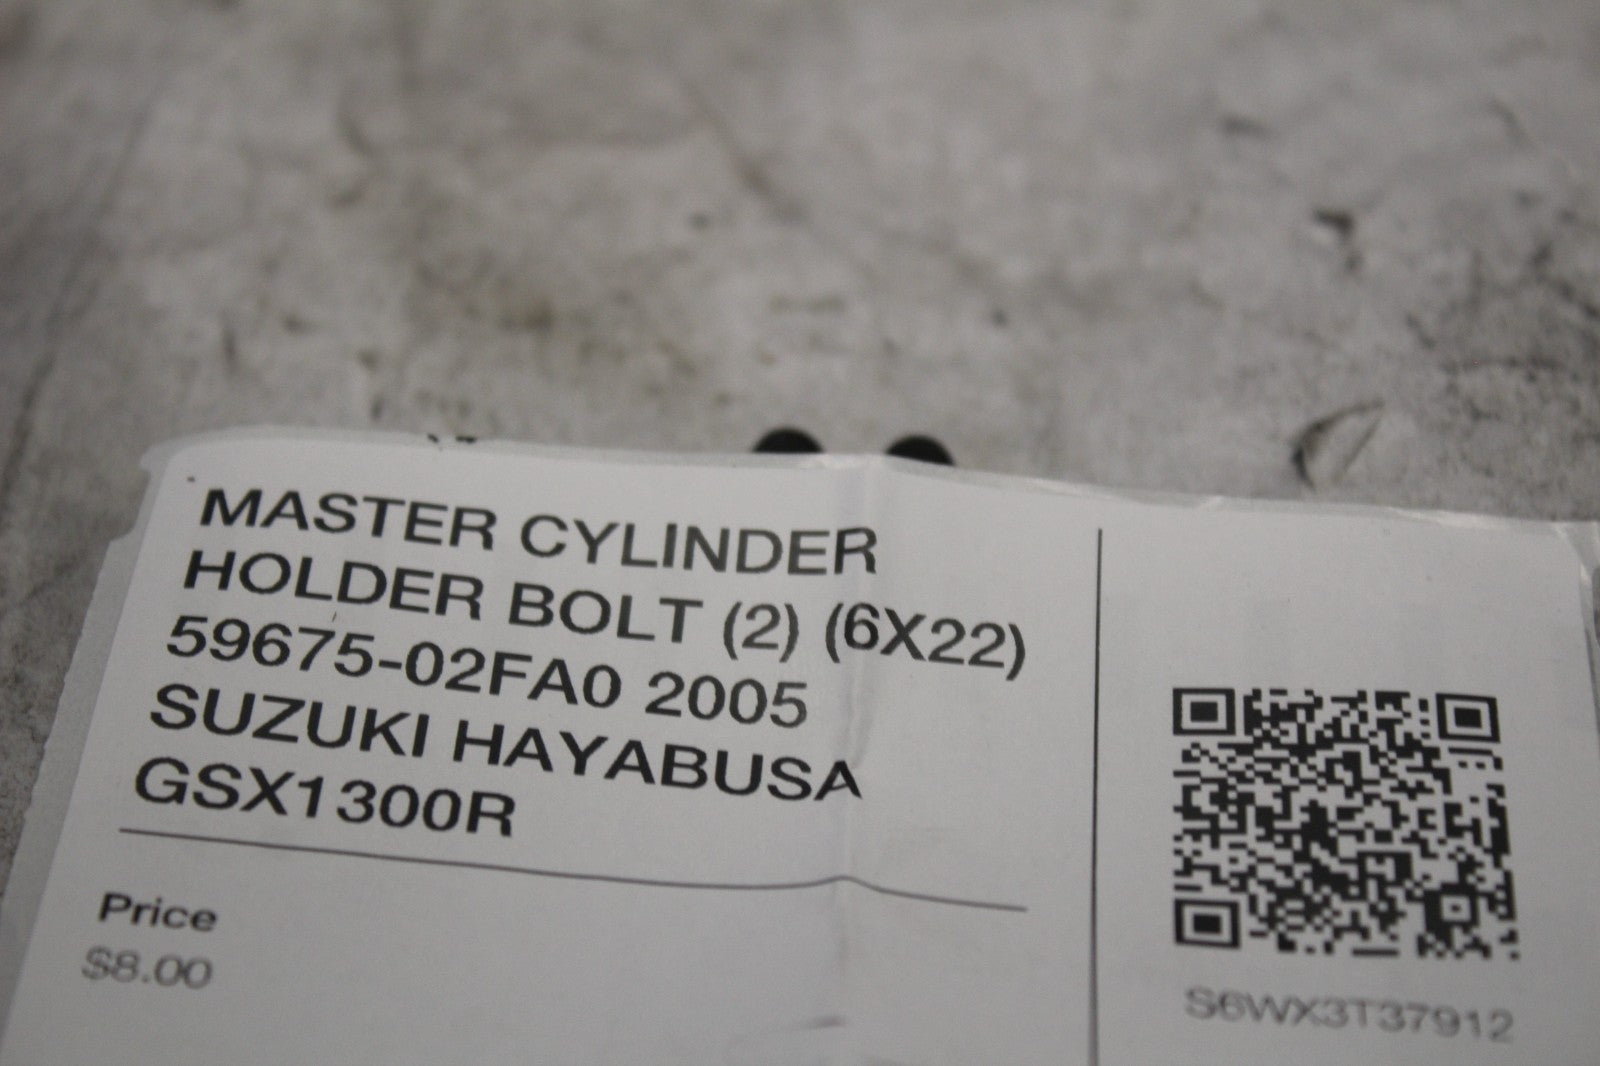 MASTER CYLINDER
HOLDER BOLT (2) (6X22)
59675-02FA0 2005
SUZUKI HAYABUSA
GSX1300R
Price
$8.00
S6WX3T37912